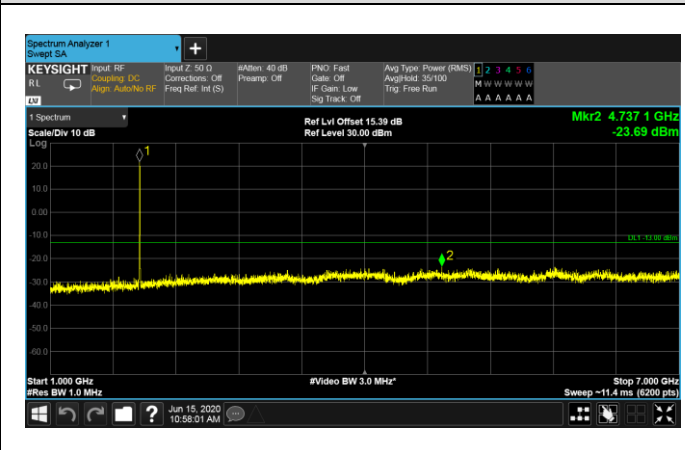 Spectrum Analyzer 1
Swept SA
+
KEYSIGHT
RL
LNI
Input: RF
Coupling: DC
Align: Auto/No RF
Input Z: 50 Ω
Corrections: Off
Freq Ref: Int (S)
#Atten: 40 dB
Preamp: Off
PNO: Fast
Gate: Off
IF Gain: Low
Sig Track: Off
Avg Type: Power (RMS)
Avg|Hold: 35/100
Trig: Free Run
1 2 3 4 5 6
M W W W W W
A A A A A A
1 Spectrum
Scale/Div 10 dB
Log
Ref Lvl Offset 15.39 dB
Ref Level 30.00 dBm
Mkr2 4.737 1 GHz
-23.69 dBm
1
20.0
10.0
0.00
-10.0
DL1 -13.00 dBm
2
-20.0
-30.0
-40.0
-50.0
-60.0
Start 1.000 GHz
#Res BW 1.0 MHz
#Video BW 3.0 MHz*
Stop 7.000 GHz
Sweep ~11.4 ms (6200 pts)
?
Jun 15, 2020
10:58:01 AM